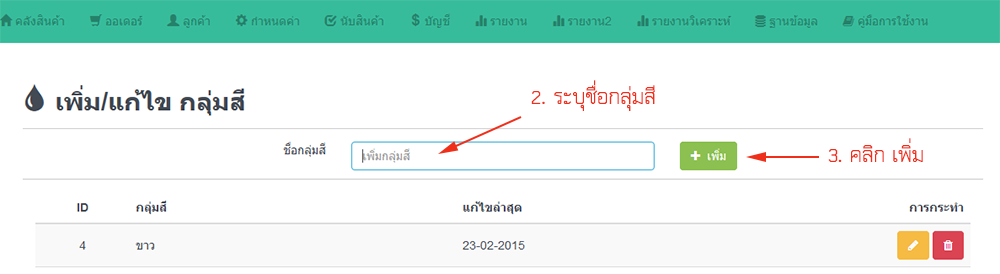 คลังสินค้า ออเดอร์ ลูกค้า กำหนดค่า นับสินค้า $ บัญชี รายงาน รายงาน2 รายงานวิเคราะห์ ฐานข้อมูล คู่มือการใช้งาน
เพิ่ม/แก้ไข กลุ่มสี
2. ระบุชื่อกลุ่มสี
ชื่อกลุ่มสี เพิ่มกลุ่มสี + เพิ่ม
3. คลิก เพิ่ม
ID กลุ่มสี แก้ไขล่าสุด การกระทำ
4 ขาว 23-02-2015